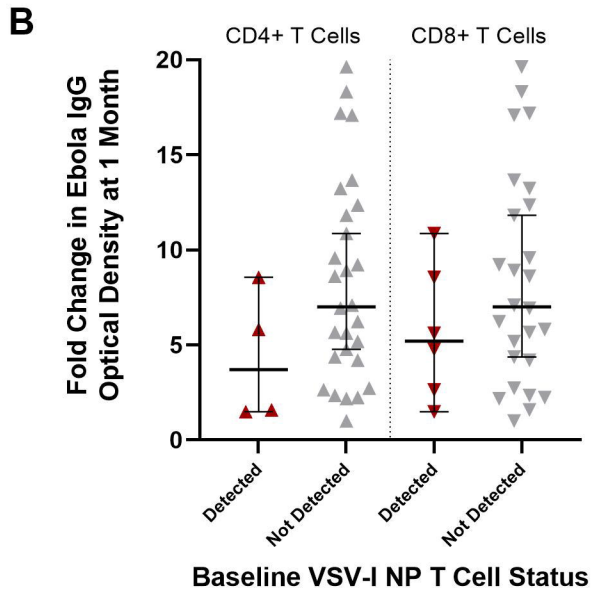 B
CD4+ T Cells
CD8+ T Cells
Fold Change in Ebola IgG
Optical Density at 1 Month
20
15
10
5
0
Detected
Not Detected
Detected
Not Detected
Baseline VSV-I NP T Cell Status